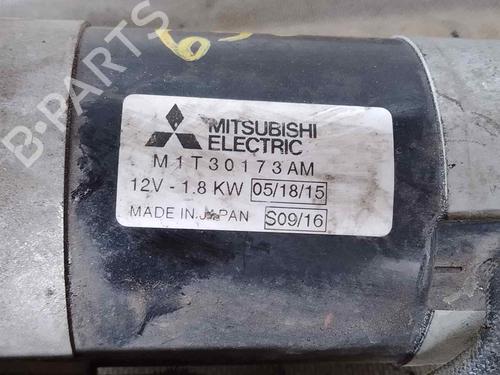 MITSUBISHI
ELECTRIC
M1T30173AM
12V - 1.8 KW 05/18/15
MADE IN JAPAN S09/16
B-PARTS